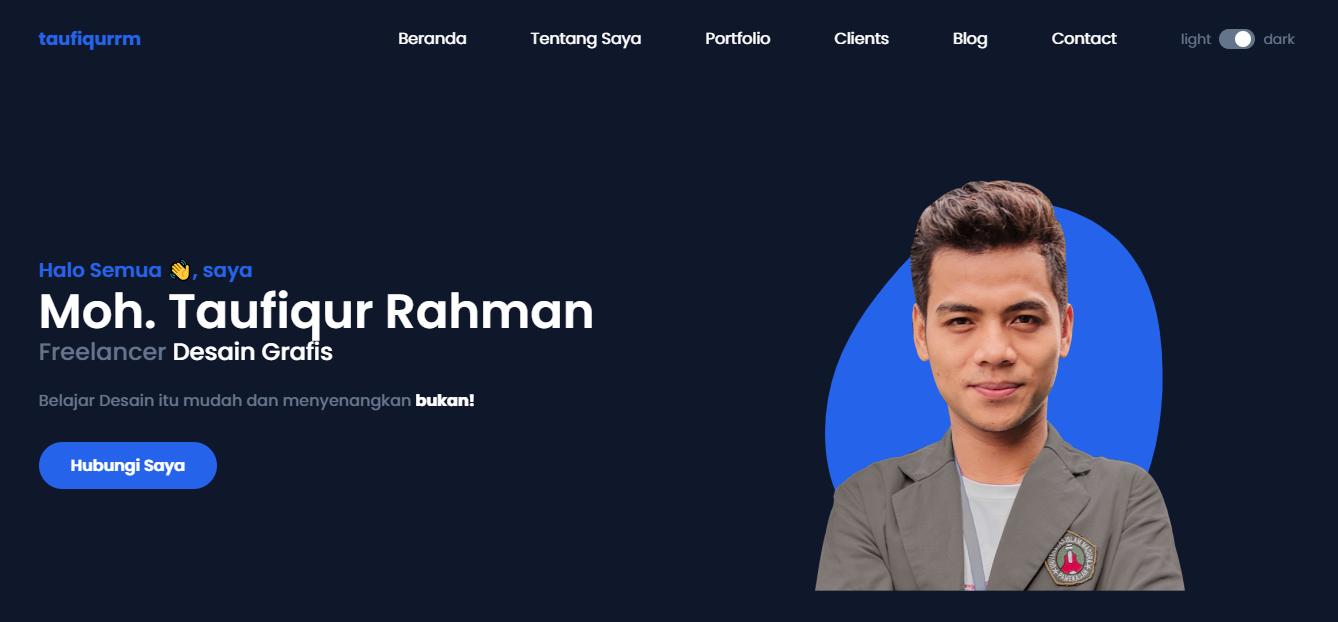 taufiqurrm
Beranda Tentang Saya Portfolio Clients Blog Contact light dark
Halo Semua 👋, saya
Moh. Taufiqur Rahman
Freelancer Desain Grafis
Belajar Desain itu mudah dan menyenangkan bukan!
Hubungi Saya